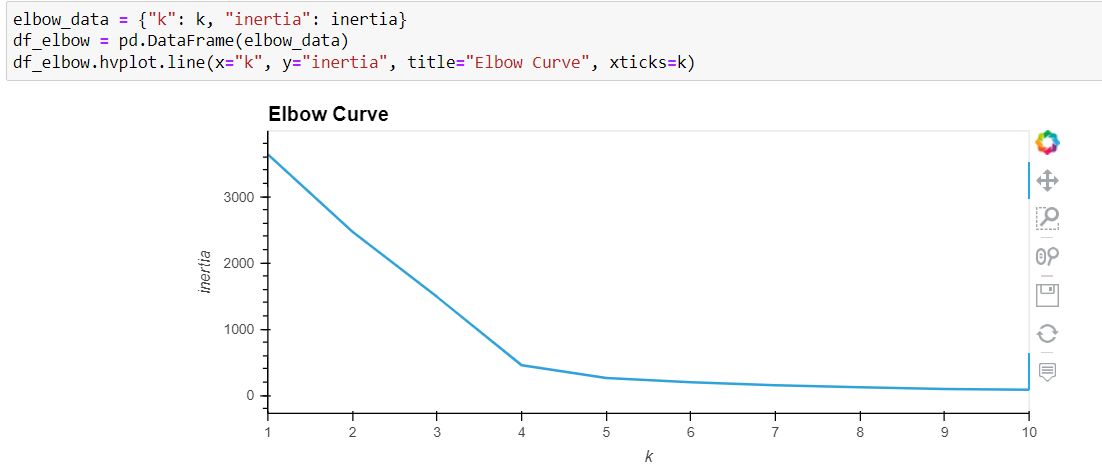 elbow_data = {"k": k, "inertia": inertia}
df_elbow = pd.DataFrame(elbow_data)
df_elbow.hvplot.line(x="k", y="inertia", title="Elbow Curve", xticks=k)
Elbow Curve
3000
2000
1000
0
inertia
1 2 3 4 5 6 7 8 9 10
k